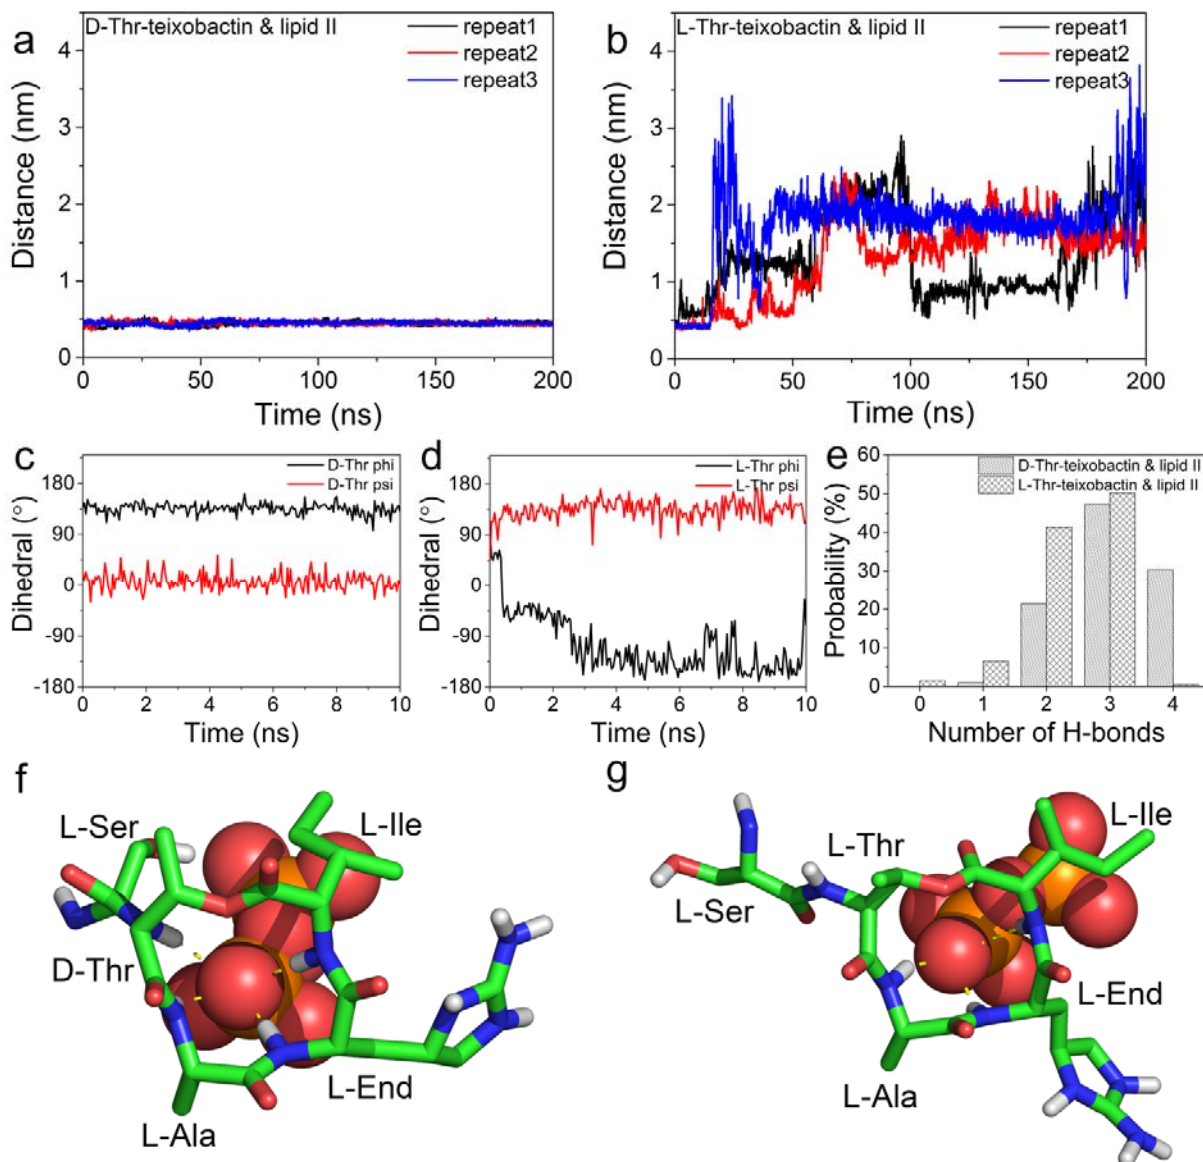 a
D-Thr-teixobactin & lipid II
repeat1
repeat2
repeat3
4
3
2
1
0
Distance (nm)
0 50 100 150 200
Time (ns)
b
L-Thr-teixobactin & lipid II
repeat1
repeat2
repeat3
4
3
2
1
0
Distance (nm)
0 50 100 150 200
Time (ns)
c
D-Thr phi
D-Thr psi
180
90
0
-90
-180
Dihedral (°)
0 2 4 6 8 10
Time (ns)
d
L-Thr phi
L-Thr psi
180
90
0
-90
-180
Dihedral (°)
0 2 4 6 8 10
Time (ns)
e
D-Thr-teixobactin & lipid II
L-Thr-teixobactin & lipid II
60
50
40
30
20
10
0
Probability (%)
0 1 2 3 4
Number of H-bonds
f
L-Ser
L-Ile
D-Thr
L-End
L-Ala
g
L-Ile
L-Thr
L-Ser
L-End
L-Ala